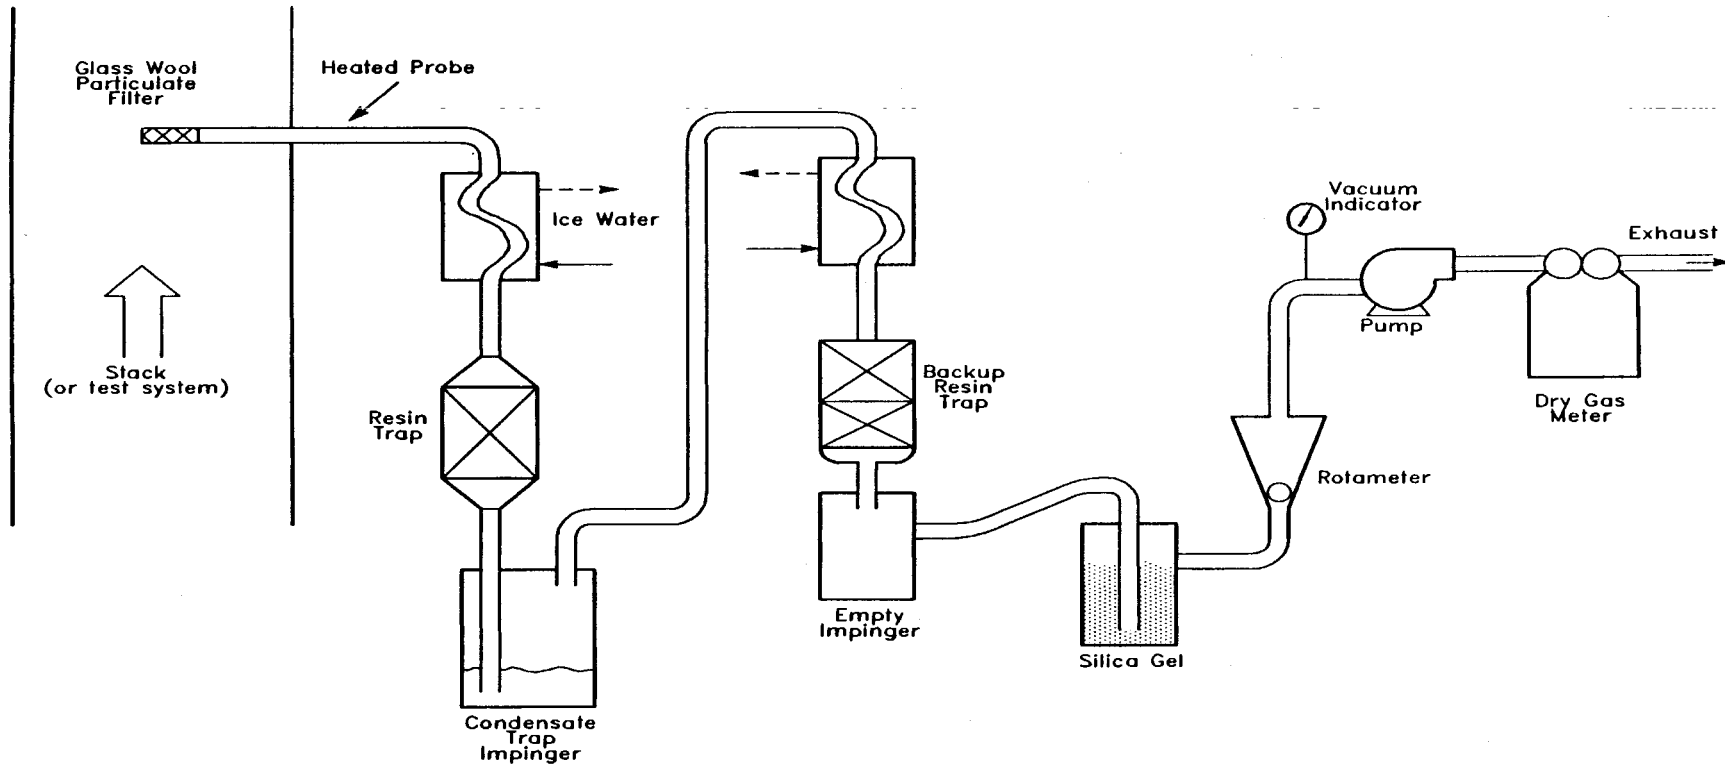 Glass Wool
Particulate
Filter
Heated Probe
Ice Water
Stack
(or test system)
Resin
Trap
Condensate
Trap
Impinger
Backup
Resin
Trap
Empty
Impinger
Silica Gel
Vacuum
Indicator
Pump
Rotameter
Exhaust
Dry Gas
Meter